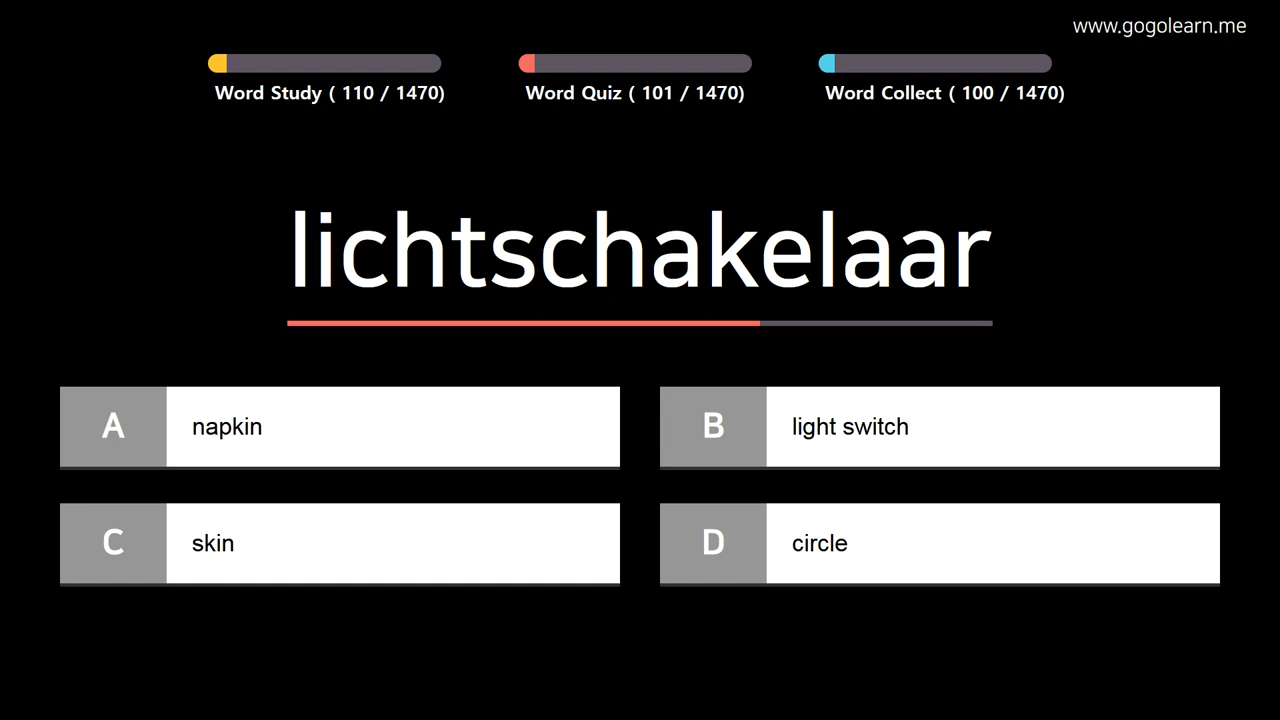 www.gogolearn.me
Word Study ( 110 / 1470)
Word Quiz ( 101 / 1470)
Word Collect ( 100 / 1470)
lichtschakelaar
A napkin
B light switch
C skin
D circle